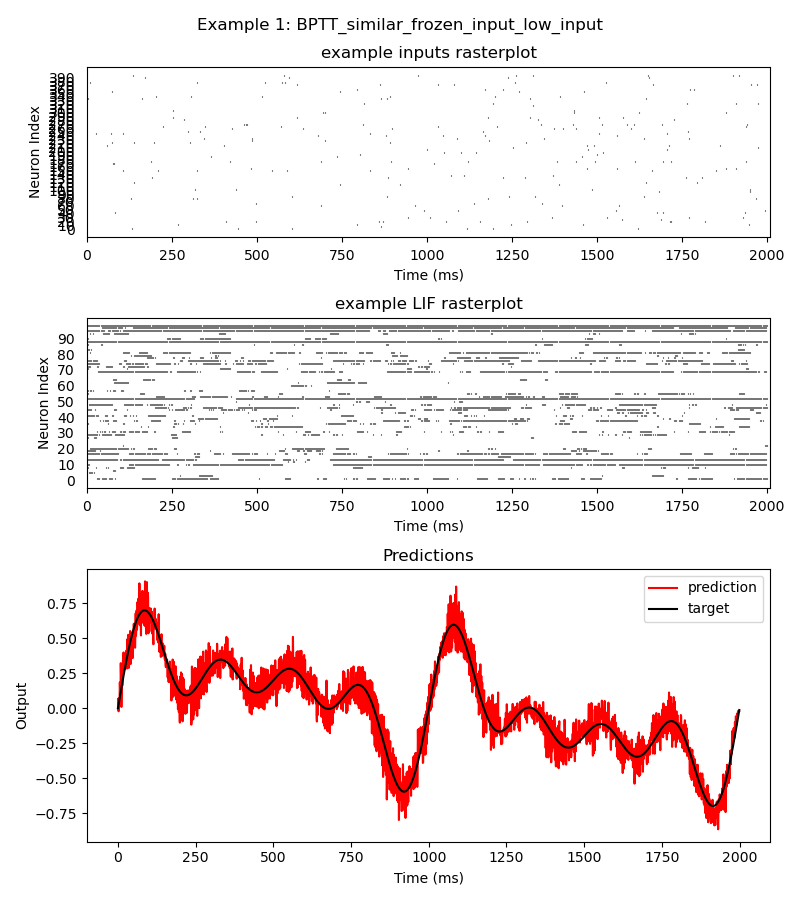 Example 1: BPTT_similar_frozen_input_low_input
example inputs rasterplot
Neuron Index
390
0
0 250 500 750 1000 1250 1500 1750 2000
Time (ms)
example LIF rasterplot
Neuron Index
90
80
70
60
50
40
30
20
10
0
0 250 500 750 1000 1250 1500 1750 2000
Time (ms)
Predictions
prediction
target
Output
0.75
0.50
0.25
0.00
−0.25
−0.50
−0.75
0 250 500 750 1000 1250 1500 1750 2000
Time (ms)